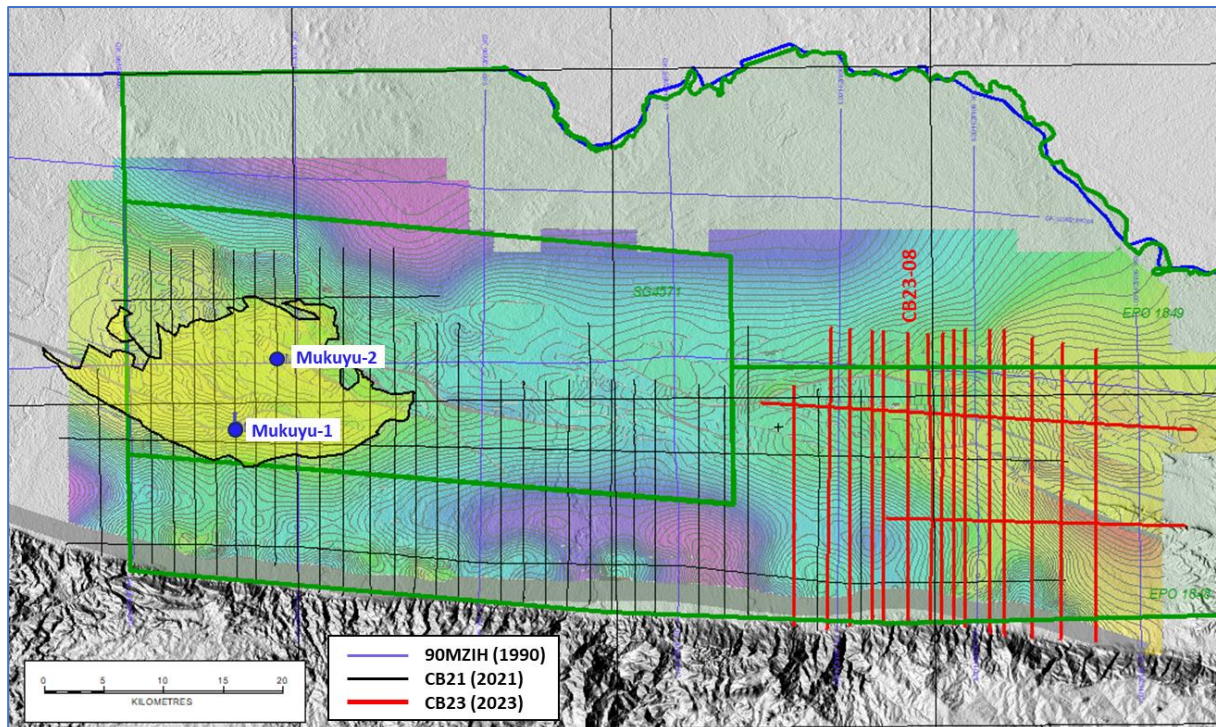 CB23-08
SG4571
EPO 1849
Mukuyu-2
Mukuyu-1
EPO 1848
90MZIH (1990)
CB21 (2021)
CB23 (2023)
0 5 10 15 20
KILOMETRES